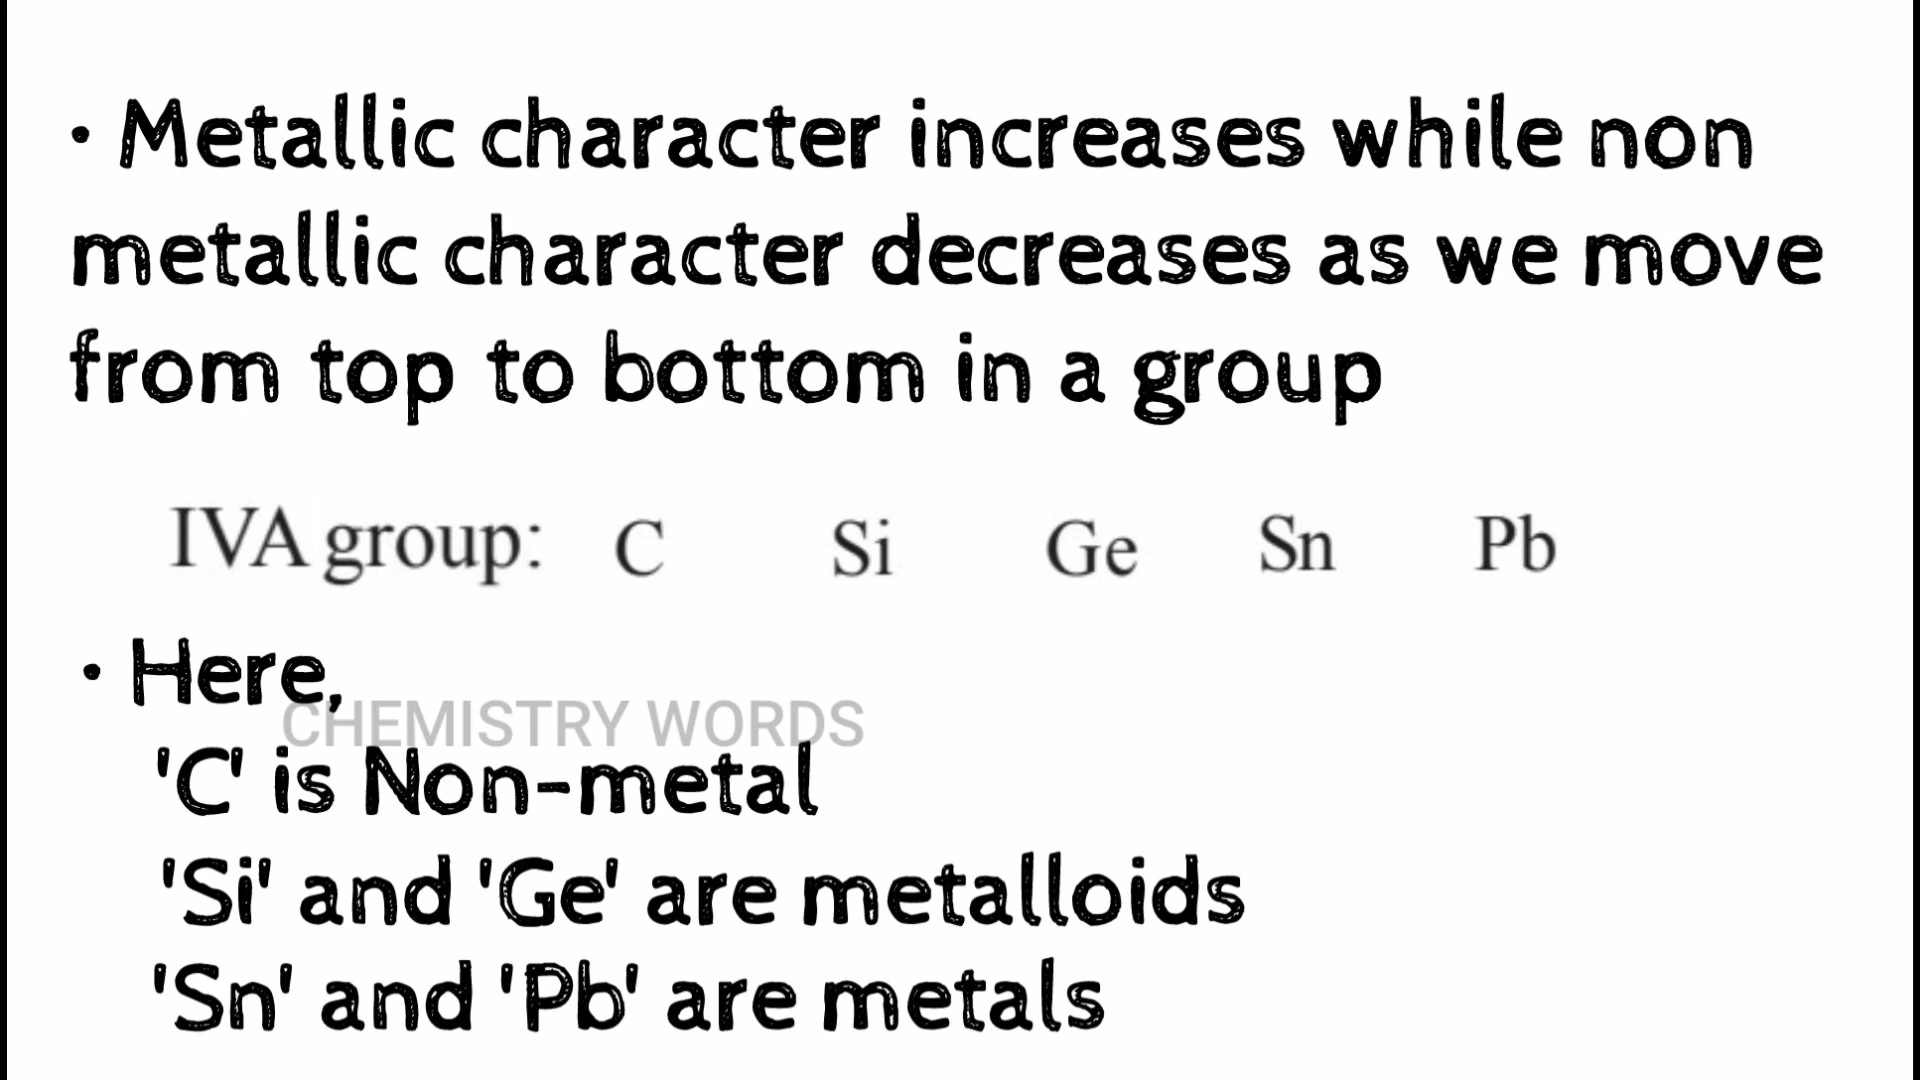 • Metallic character increases while non
metallic character decreases as we move
from top to bottom in a group
IVA group: C Si Ge Sn Pb
• Here,
CHEMISTRY WORDS
'C' is Non-metal
'Si' and 'Ge' are metalloids
'Sn' and 'Pb' are metals